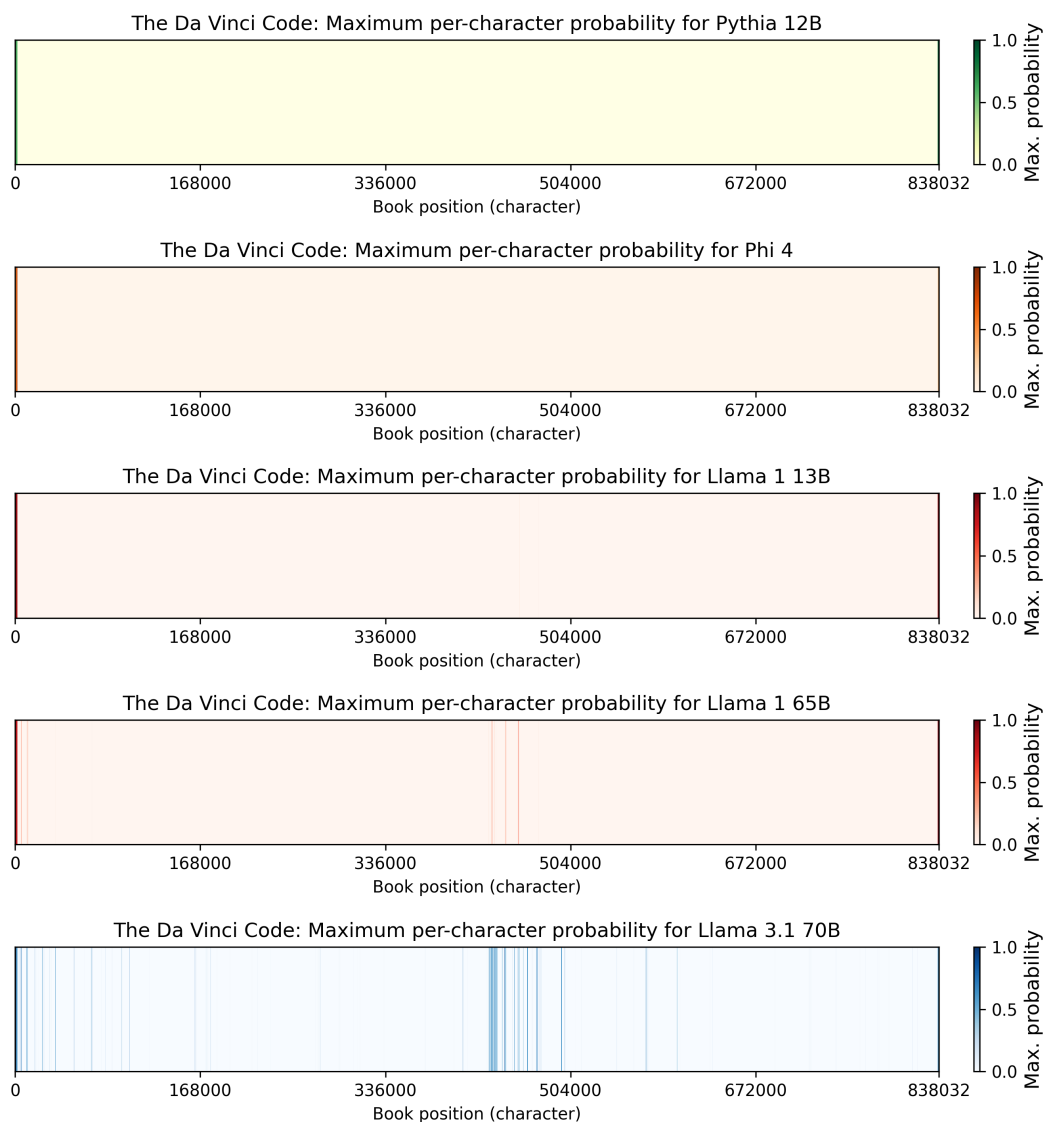 The Da Vinci Code: Maximum per-character probability for Pythia 12B
1.0
0.5
0.0
Max. probability
0 168000 336000 504000 672000 838032
Book position (character)
The Da Vinci Code: Maximum per-character probability for Phi 4
1.0
0.5
0.0
Max. probability
0 168000 336000 504000 672000 838032
Book position (character)
The Da Vinci Code: Maximum per-character probability for Llama 1 13B
1.0
0.5
0.0
Max. probability
0 168000 336000 504000 672000 838032
Book position (character)
The Da Vinci Code: Maximum per-character probability for Llama 1 65B
1.0
0.5
0.0
Max. probability
0 168000 336000 504000 672000 838032
Book position (character)
The Da Vinci Code: Maximum per-character probability for Llama 3.1 70B
1.0
0.5
0.0
Max. probability
0 168000 336000 504000 672000 838032
Book position (character)